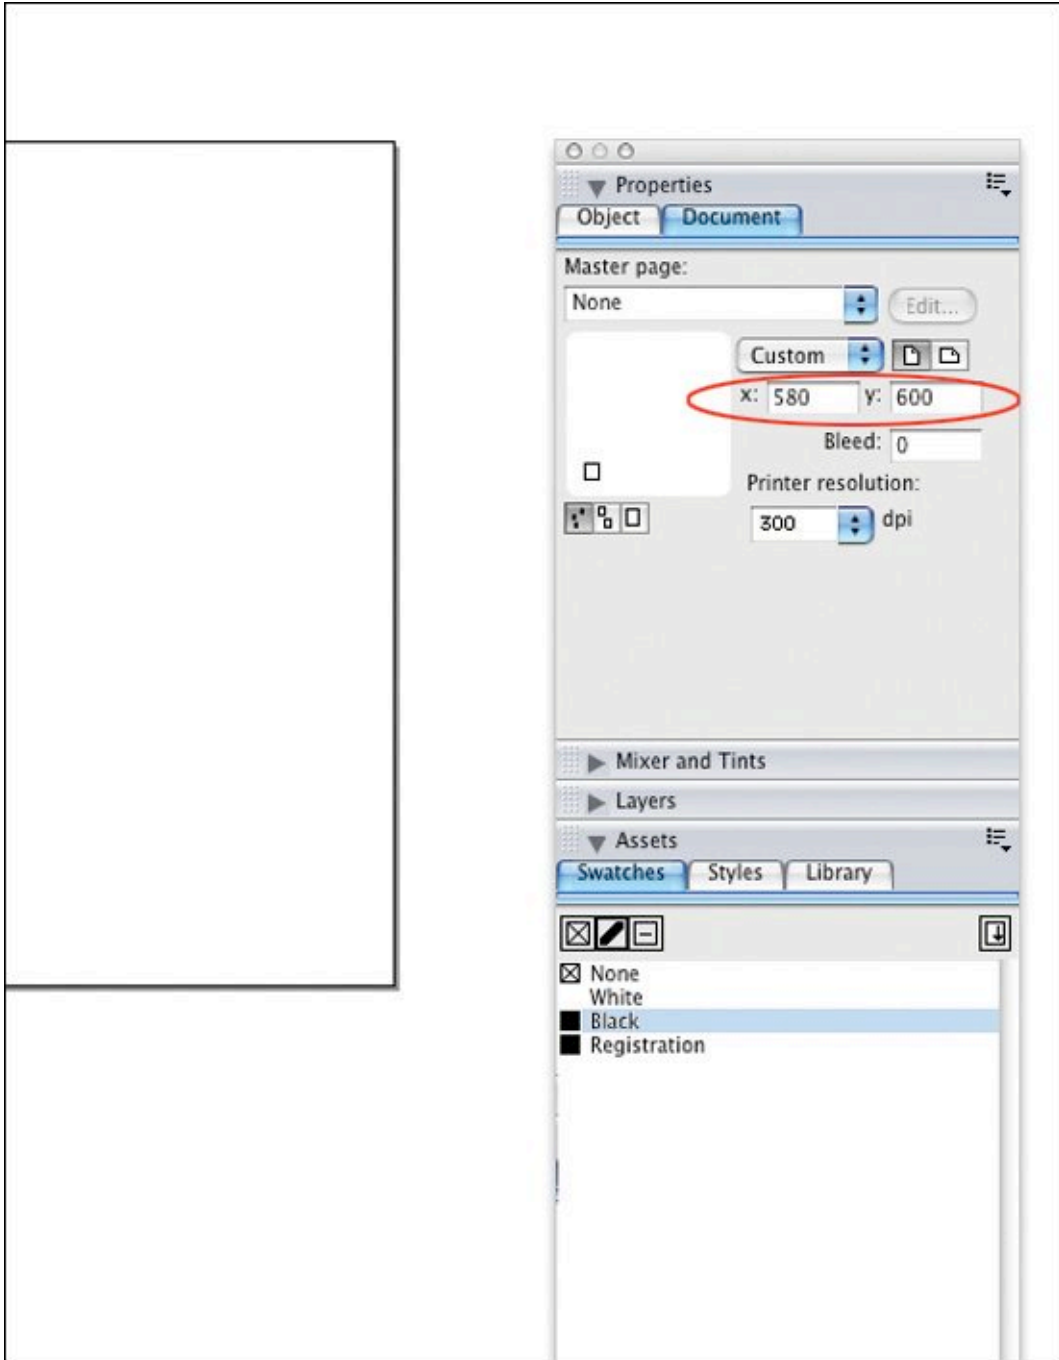 Properties
Object Document
Master page:
None Edit...
Custom
x: 580 y: 600
Bleed: 0
Printer resolution:
300 dpi
Mixer and Tints
Layers
Assets
Swatches Styles Library
None
White
Black
Registration